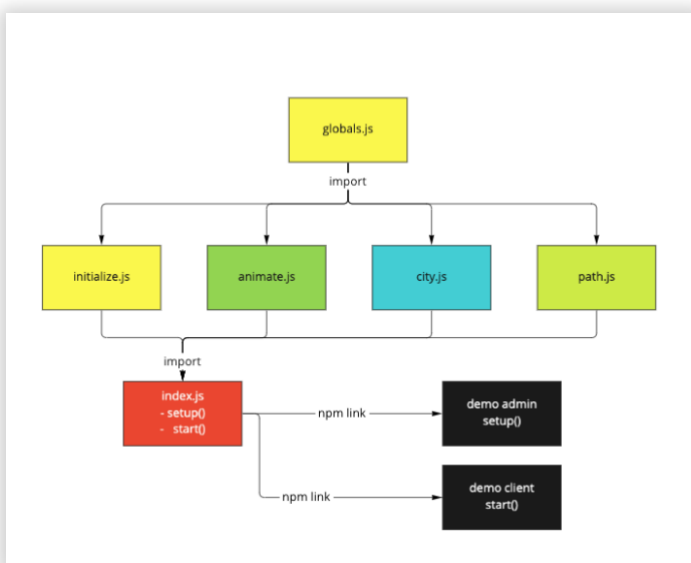 globals.js
import
initialize.js
animate.js
city.js
path.js
import
index.js
- setup()
- start()
npm link
demo admin
setup()
npm link
demo client
start()